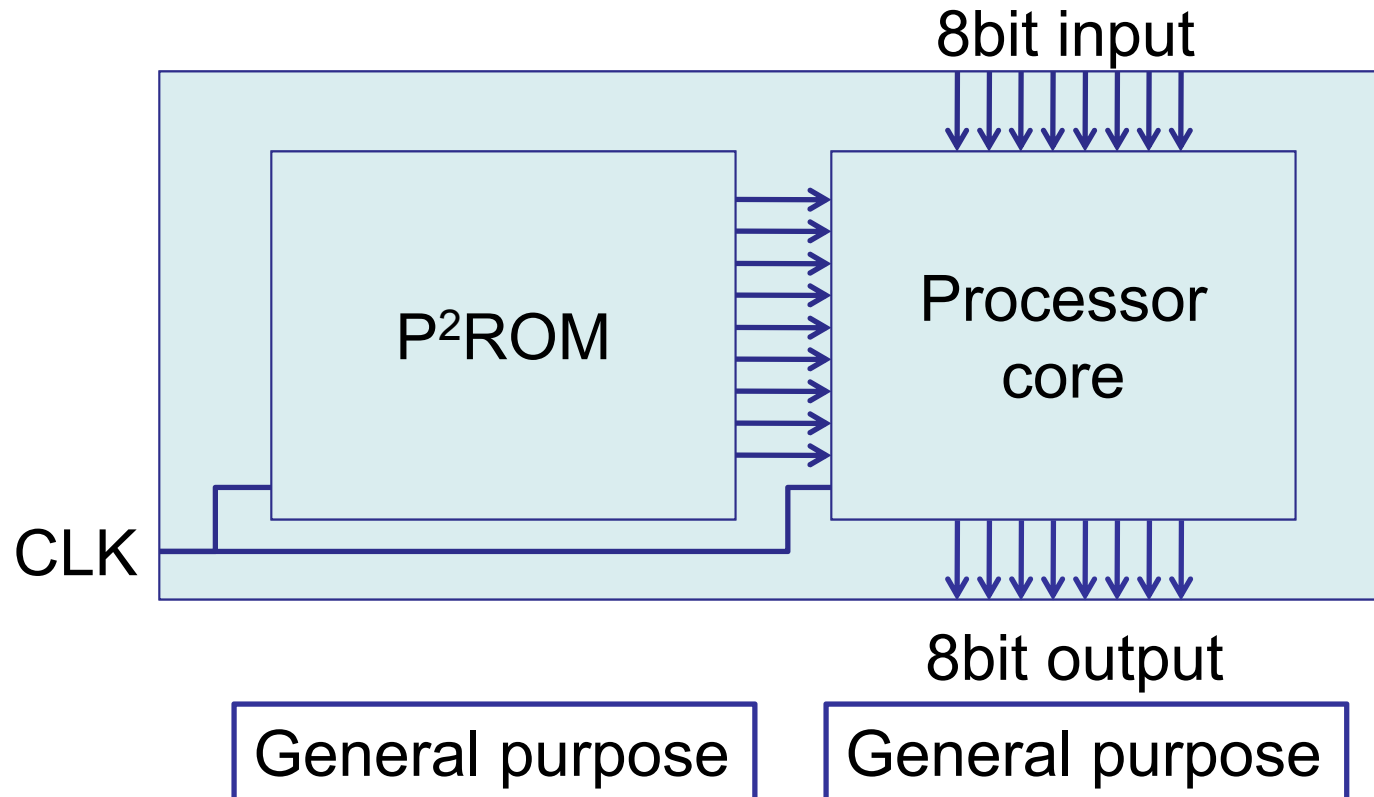 8bit input
P²ROM
Processor
core
CLK
8bit output
General purpose
General purpose